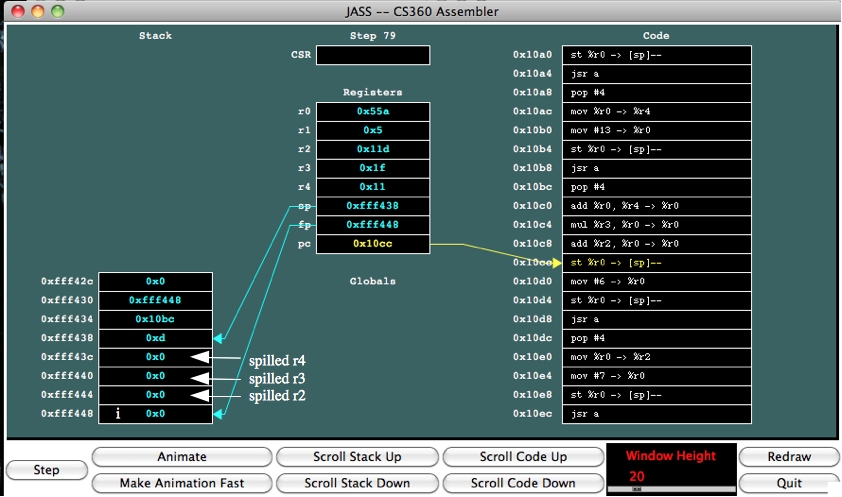 JASS -- CS360 Assembler
Stack
Step 79
Code
CSR
Registers
r0 0x55a
r1 0x5
r2 0x11d
r3 0x1f
r4 0x11
sp 0xfff438
fp 0xfff448
pc 0x10cc
Globals
0xfff42c 0x0
0xfff430 0xfff448
0xfff434 0x10bc
0xfff438 0xd
0xfff43c 0x0 spilled r4
0xfff440 0x0 spilled r3
0xfff444 0x0 spilled r2
0xfff448 i 0x0
0x10a0 st %r0 -> [sp]--
0x10a4 jsr a
0x10a8 pop #4
0x10ac mov %r0 -> %r4
0x10b0 mov #13 -> %r0
0x10b4 st %r0 -> [sp]--
0x10b8 jsr a
0x10bc pop #4
0x10c0 add %r0, %r4 -> %r0
0x10c4 mul %r3, %r0 -> %r0
0x10c8 add %r2, %r0 -> %r0
0x10cc st %r0 -> [sp]--
0x10d0 mov #6 -> %r0
0x10d4 st %r0 -> [sp]--
0x10d8 jsr a
0x10dc pop #4
0x10e0 mov %r0 -> %r2
0x10e4 mov #7 -> %r0
0x10e8 st %r0 -> [sp]--
0x10ec jsr a
Step
Animate
Scroll Stack Up
Scroll Code Up
Window Height
20
Redraw
Make Animation Fast
Scroll Stack Down
Scroll Code Down
Quit